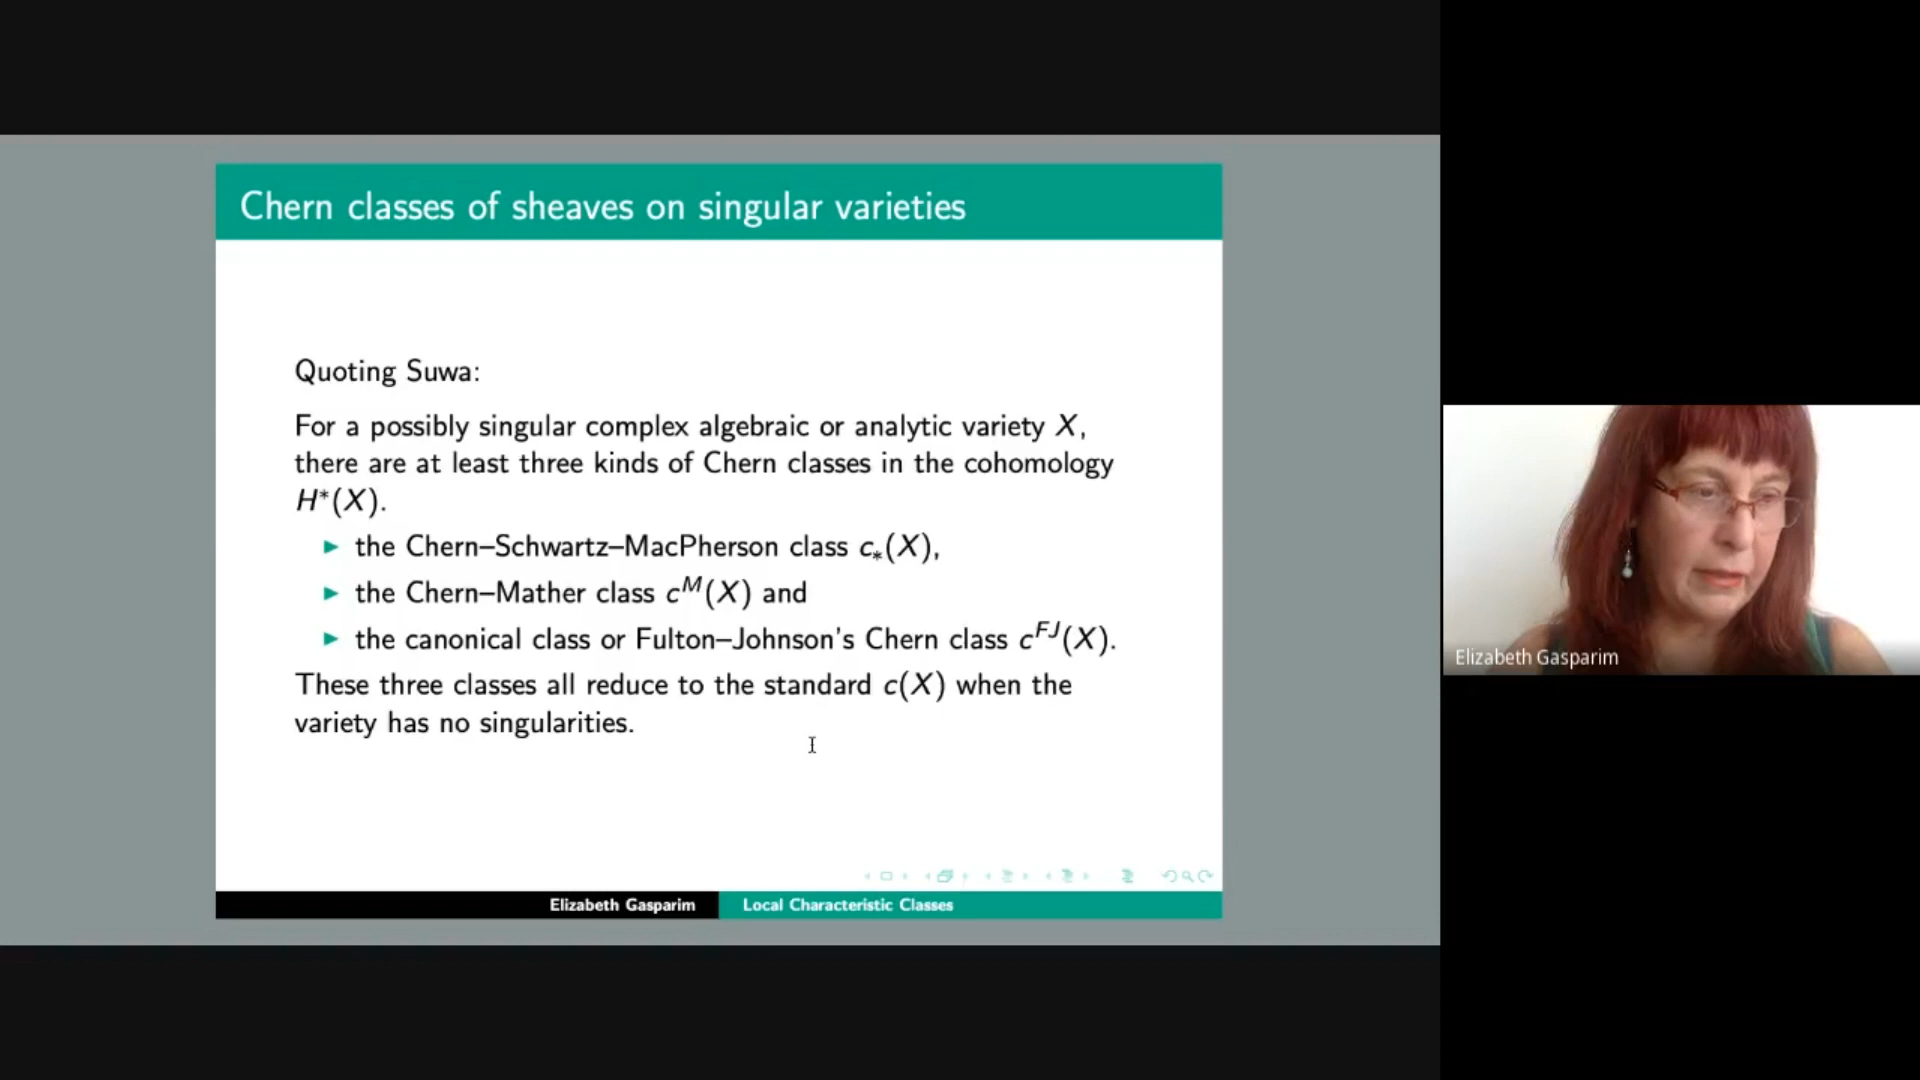 Chern classes of sheaves on singular varieties
Quoting Suwa:
For a possibly singular complex algebraic or analytic variety X,
there are at least three kinds of Chern classes in the cohomology
H*(X).
▶ the Chern–Schwartz–MacPherson class c⁎(X),
▶ the Chern–Mather class c^M(X) and
▶ the canonical class or Fulton–Johnson's Chern class c^{FJ}(X).
These three classes all reduce to the standard c(X) when the
variety has no singularities.
Elizabeth Gasparim
Local Characteristic Classes
Elizabeth Gasparim